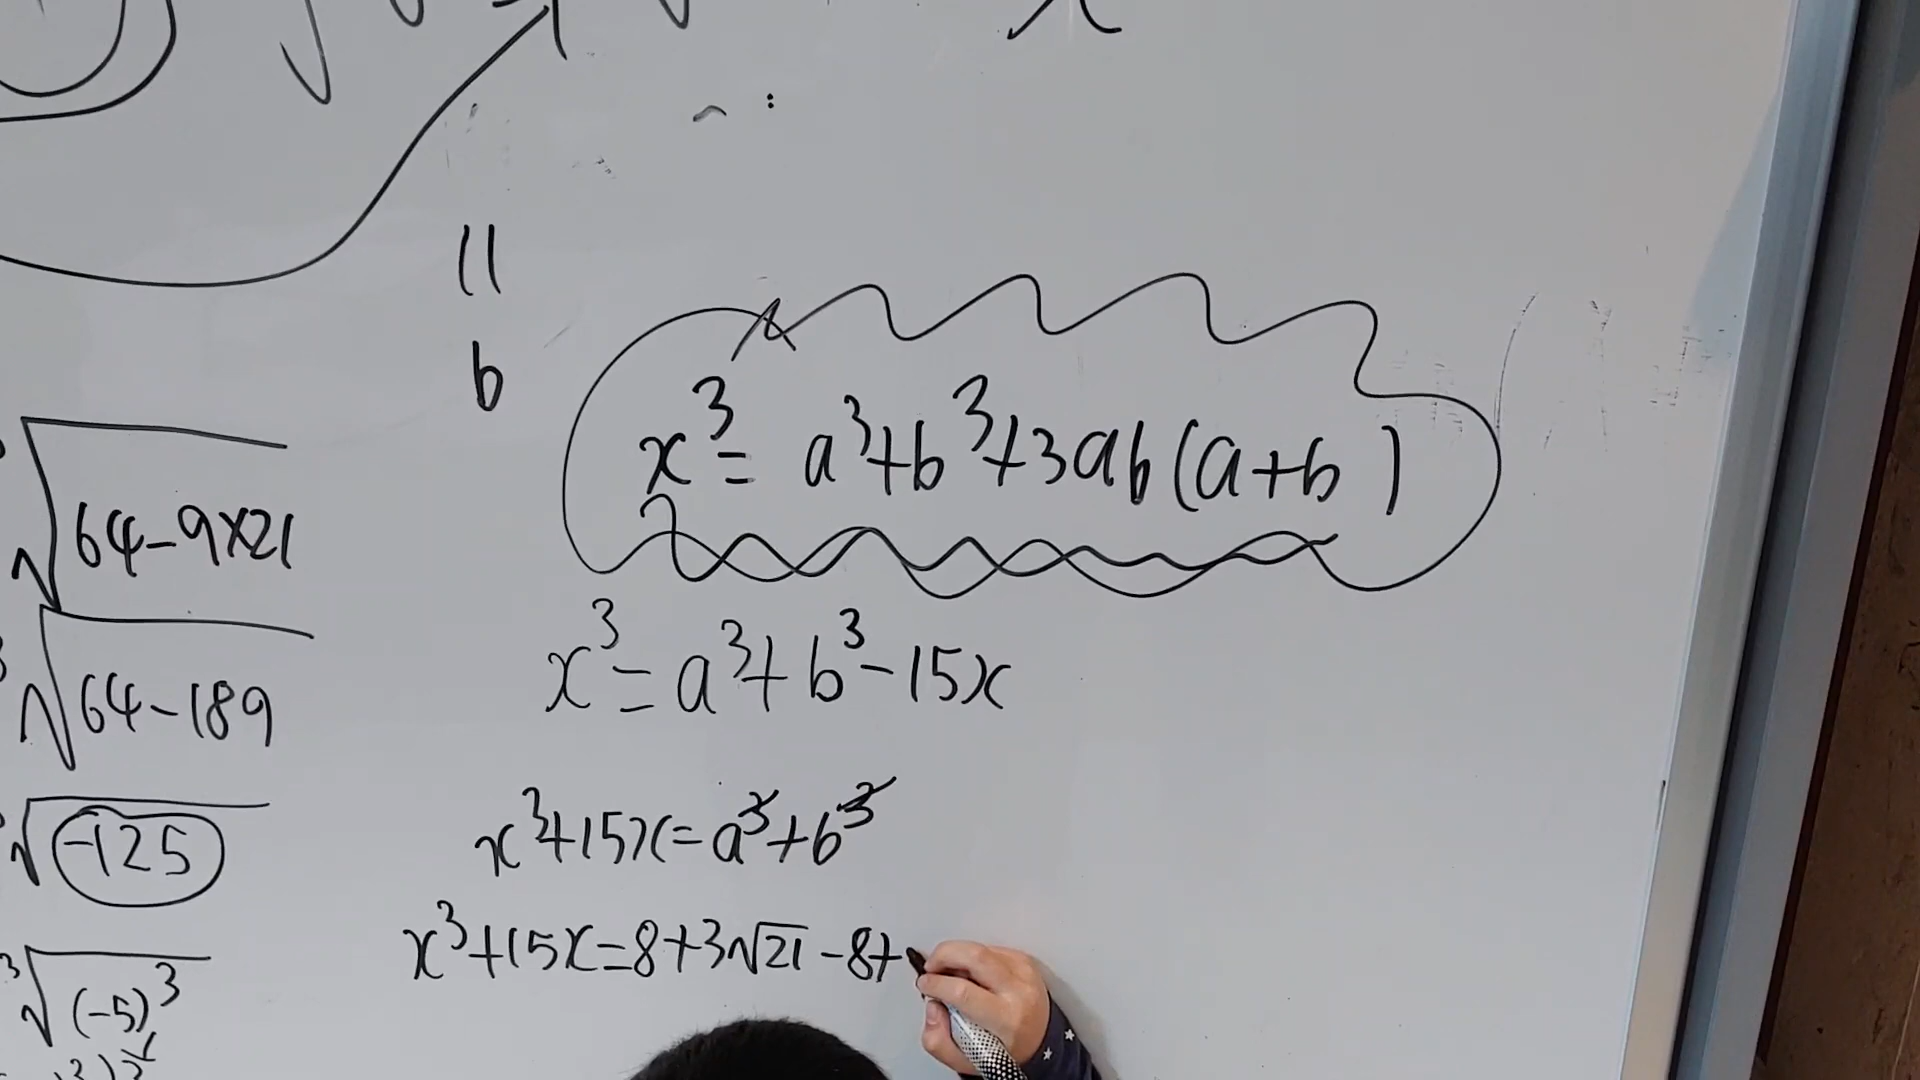 x
11
b
x³ = a³+b³+3ab(a+b)
√64-9×21
x³ = a³+b³-15x
√64-189
x³+15x = a³+b³
√-125
x³+15x = 8+3√21 -8+
³√(-5)³